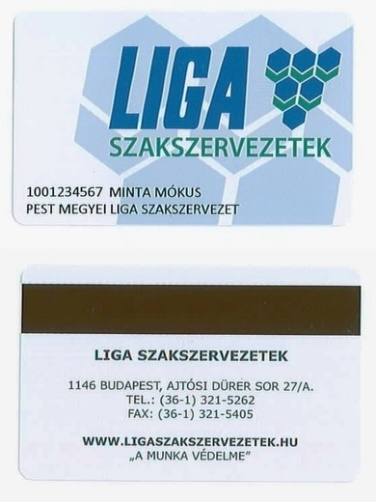 LIGA
SZAKSZERVEZETEK
1001234567 MINTA MÓKUS
PEST MEGYEI LIGA SZAKSZERVEZET
LIGA SZAKSZERVEZETEK
1146 BUDAPEST, AJTÓSI DÜRER SOR 27/A.
TEL.: (36-1) 321-5262
FAX: (36-1) 321-5405
WWW.LIGASZAKSZERVEZETEK.HU
„A MUNKA VÉDELME”